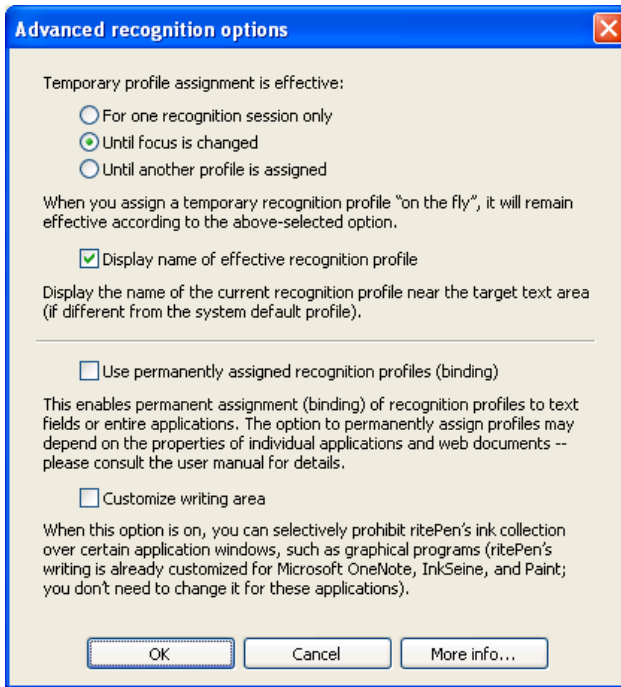 Advanced recognition options
Temporary profile assignment is effective:
For one recognition session only
Until focus is changed
Until another profile is assigned
When you assign a temporary recognition profile “on the fly”, it will remain
effective according to the above-selected option.
Display name of effective recognition profile
Display the name of the current recognition profile near the target text area
(if different from the system default profile).
Use permanently assigned recognition profiles (binding)
This enables permanent assignment (binding) of recognition profiles to text
fields or entire applications. The option to permanently assign profiles may
depend on the properties of individual applications and web documents --
please consult the user manual for details.
Customize writing area
When this option is on, you can selectively prohibit ritePen’s ink collection
over certain application windows, such as graphical programs (ritePen’s
writing is already customized for Microsoft OneNote, InkSeine, and Paint;
you don’t need to change it for these applications).
OK Cancel More info...